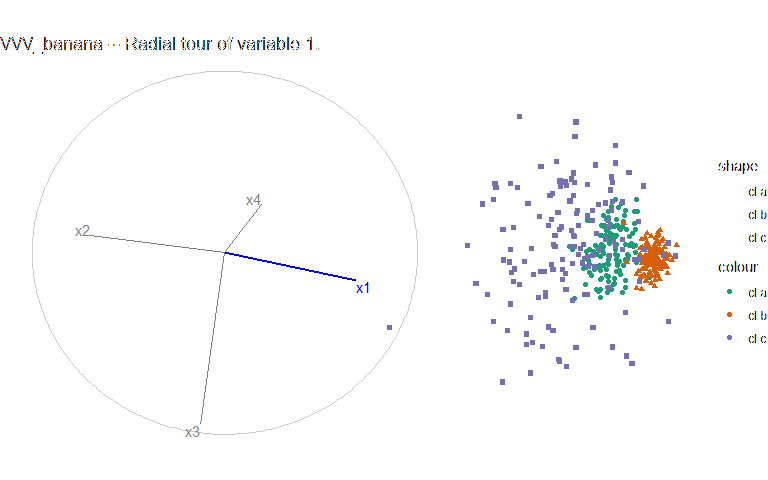 VVV_banana -- Radial tour of variable 1.
x4
x2
x1
x3
shape
cl a
cl b
cl c
colour
cl a
cl b
cl c